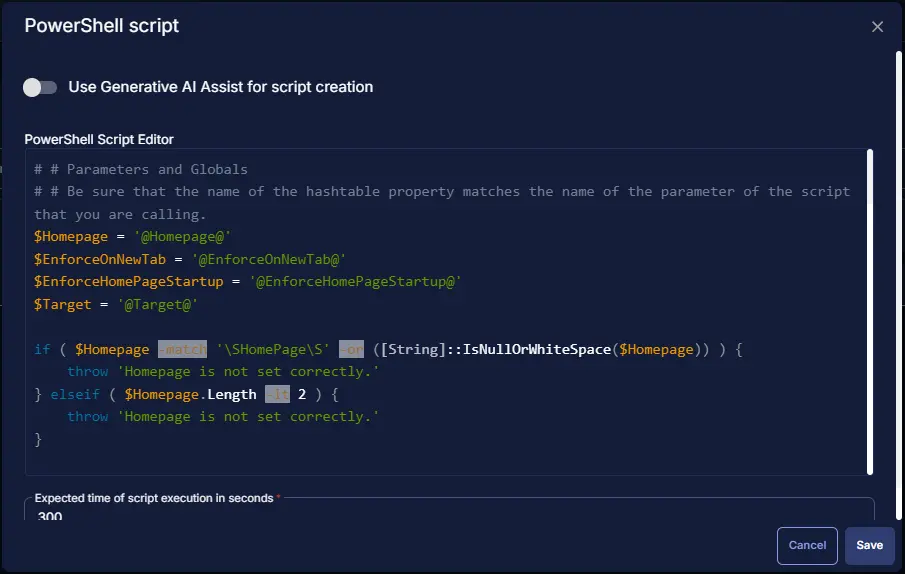 PowerShell script
Use Generative AI Assist for script creation
PowerShell Script Editor
# # Parameters and Globals
# # Be sure that the name of the hashtable property matches the name of the parameter of the script
that you are calling.
$Homepage = '@Homepage@'
$EnforceOnNewTab = '@EnforceOnNewTab@'
$EnforceHomePageStartup = '@EnforceHomePageStartup@'
$Target = '@Target@'
if ( $Homepage -match '\SHomePage\S' -or ([String]::IsNullOrWhiteSpace($Homepage)) ) {
throw 'Homepage is not set correctly.'
} elseif ( $Homepage.Length -lt 2 ) {
throw 'Homepage is not set correctly.'
}
Expected time of script execution in seconds *
300
Cancel
Save